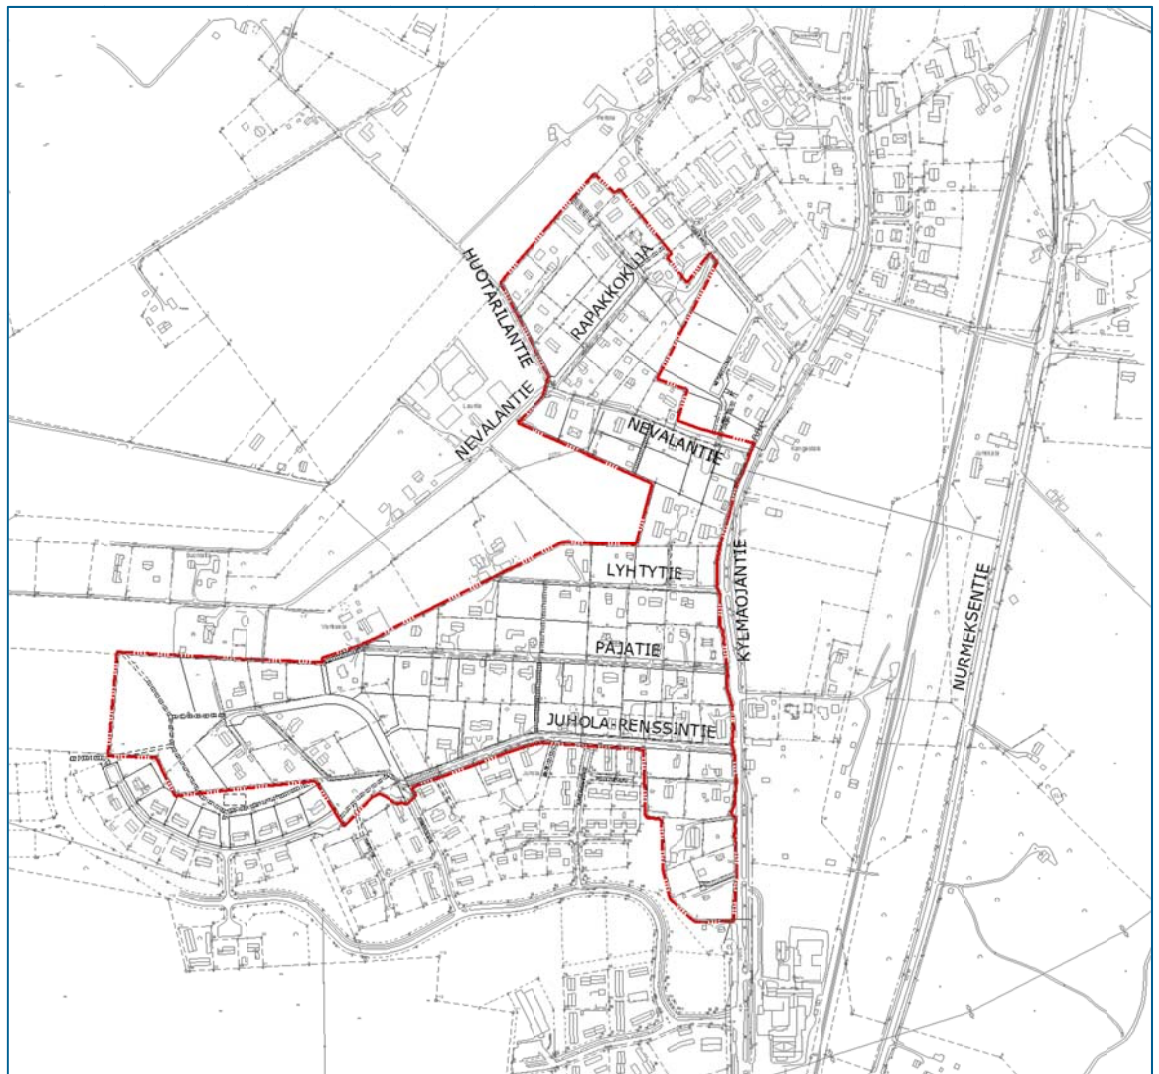 HUOTARILANTIE
RAPAKKOKUJA
NEVALANTIE
NEVALANTIE
LYHTYTIE
KYLMÄOJANTIE
PAJATIE
NURMEKSENTIE
JUHOLA-RENSSINTIE